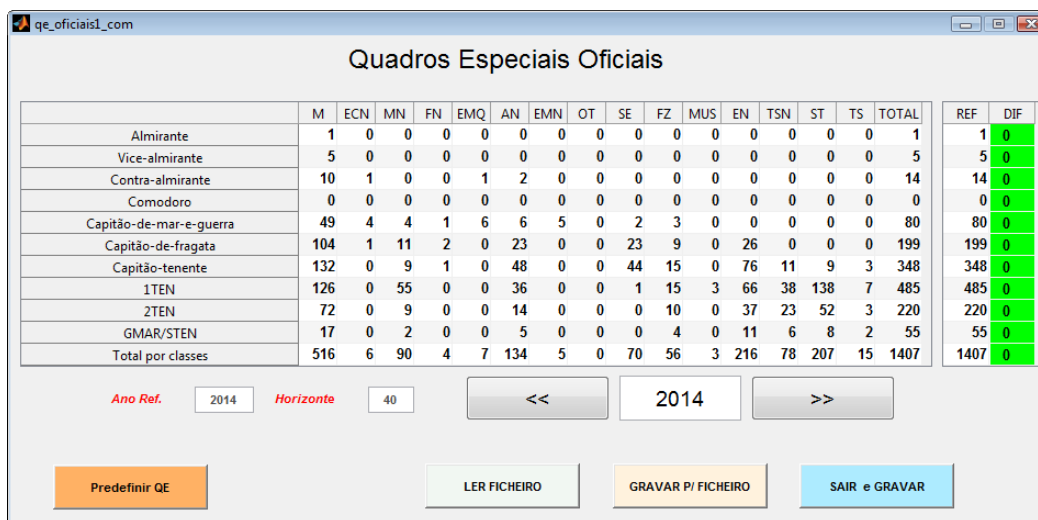 qe_oficiais1_com
Quadros Especiais Oficiais
M ECN MN FN EMQ AN EMN OT SE FZ MUS EN TSN ST TS TOTAL REF DIF
Almirante 1 0 0 0 0 0 0 0 0 0 0 0 0 0 0 1 1 0
Vice-almirante 5 0 0 0 0 0 0 0 0 0 0 0 0 0 0 5 5 0
Contra-almirante 10 1 0 0 1 2 0 0 0 0 0 0 0 0 0 14 14 0
Comodoro 0 0 0 0 0 0 0 0 0 0 0 0 0 0 0 0 0 0
Capitão-de-mar-e-guerra 49 4 4 1 6 6 5 0 2 3 0 0 0 0 0 80 80 0
Capitão-de-fragata 104 1 11 2 0 23 0 0 23 9 0 26 0 0 0 199 199 0
Capitão-tenente 132 0 9 1 0 48 0 0 44 15 0 76 11 9 3 348 348 0
1TEN 126 0 55 0 0 36 0 0 1 15 3 66 38 138 7 485 485 0
2TEN 72 0 9 0 0 14 0 0 0 10 0 37 23 52 3 220 220 0
GMAR/STEN 17 0 2 0 0 5 0 0 0 4 0 11 6 8 2 55 55 0
Total por classes 516 6 90 4 7 134 5 0 70 56 3 216 78 207 15 1407 1407 0
Ano Ref. 2014 Horizonte 40 << 2014 >>
Predefinir QE LER FICHEIRO GRAVAR P/ FICHEIRO SAIR e GRAVAR